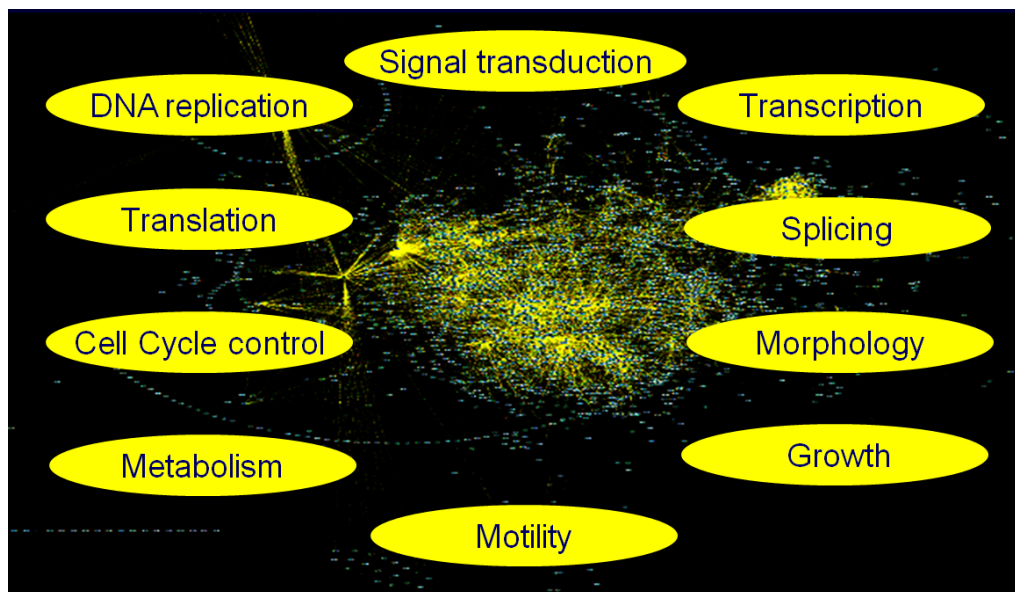 Signal transduction
DNA replication
Transcription
Translation
Splicing
Cell Cycle control
Morphology
Metabolism
Growth
Motility